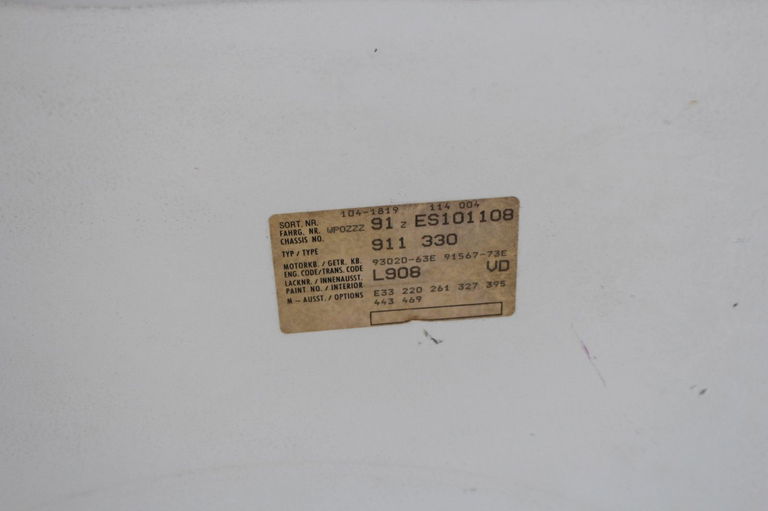 104-1819 114 004
SORT. NR.
FAHRG. NR. WPOZZZ 91 Z ES101108
CHASSIS NO.
TYP / TYPE 911 330
MOTORKB. / GETR. KB. 93020-63E 91567-73E
ENG. CODE/TRANS. CODE
LACKNR. / INNENAUSST. L908 VD
PAINT NO. / INTERIOR
M – AUSST. / OPTIONS E33 220 261 327 395
443 469